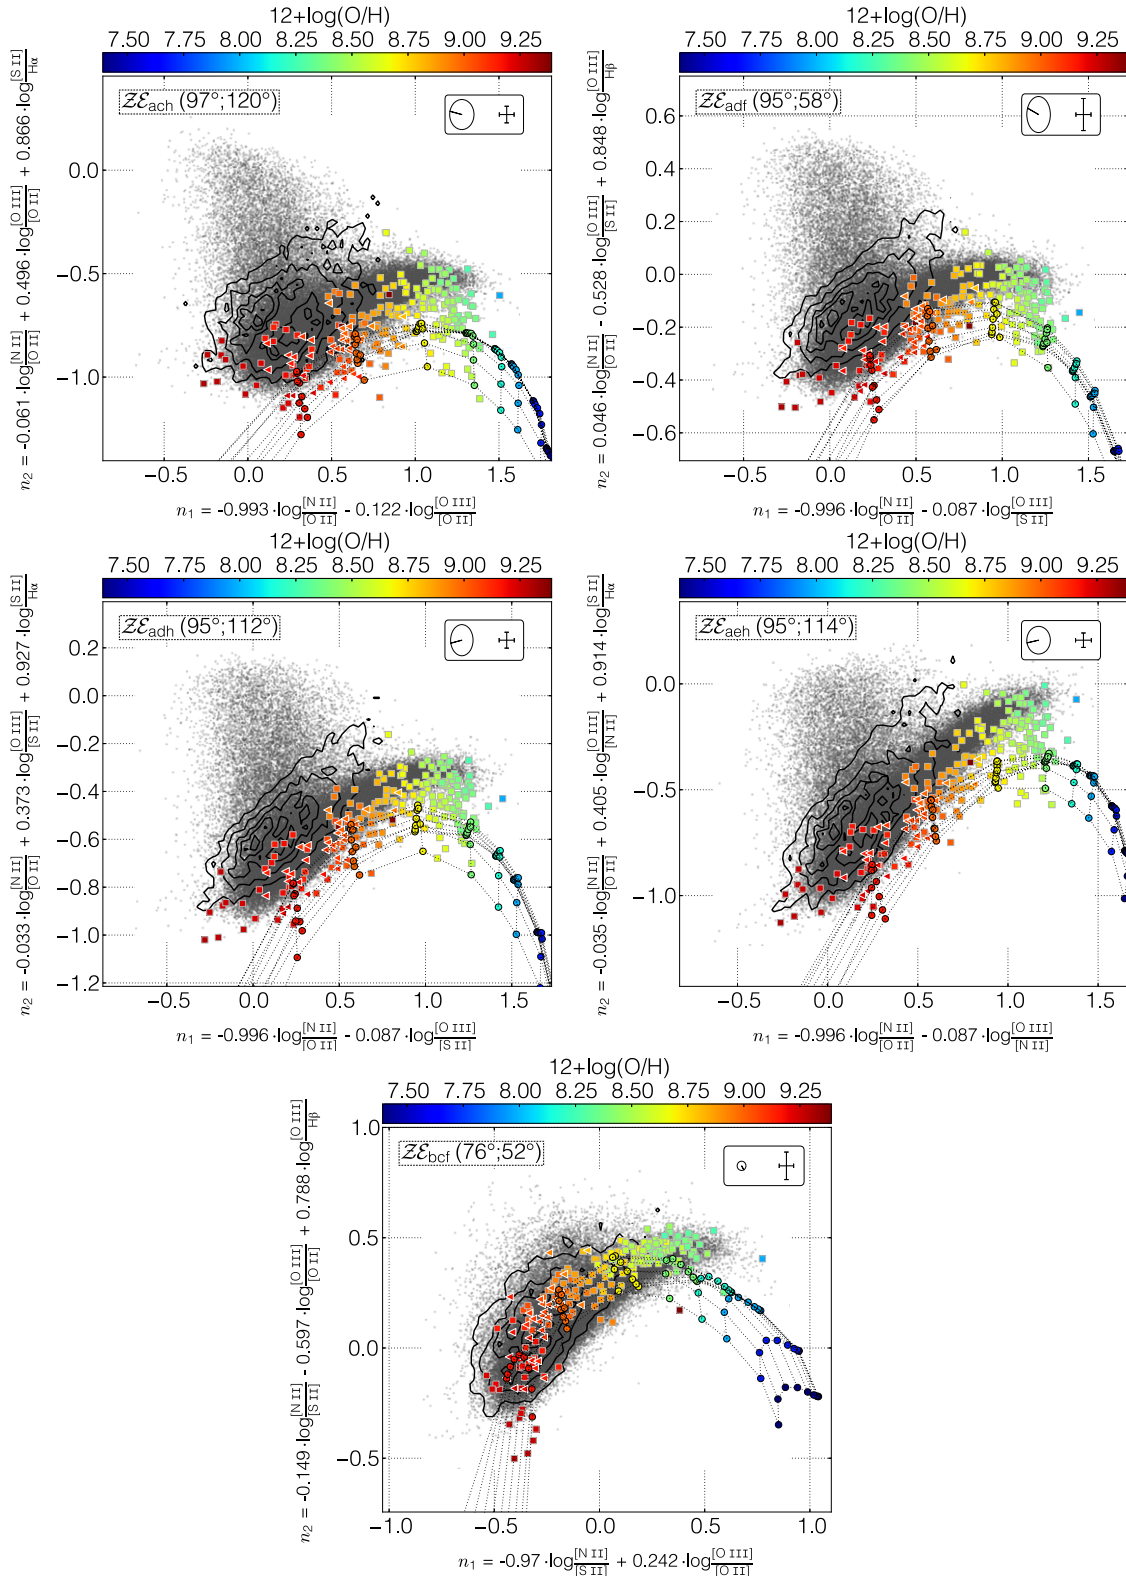 12+log(O/H)
7.50 7.75 8.00 8.25 8.50 8.75 9.00 9.25
ZE_ach (97°;120°)
n₂ = -0.061·log [N II]/[O II] + 0.496·log [O III]/[O II] + 0.866·log [S II]/Hα
0.0
−0.5
−1.0
−0.5 0.0 0.5 1.0 1.5
n₁ = -0.993·log [N II]/[O II] - 0.122·log [O III]/[O II]
12+log(O/H)
7.50 7.75 8.00 8.25 8.50 8.75 9.00 9.25
ZE_adf (95°;58°)
n₂ = 0.046·log [N II]/[O II] - 0.528·log [O III]/[S II] + 0.848·log [O III]/Hβ
0.6
0.4
0.2
0.0
−0.2
−0.4
−0.6
−0.5 0.0 0.5 1.0 1.5
n₁ = -0.996·log [N II]/[O II] - 0.087·log [O III]/[S II]
12+log(O/H)
7.50 7.75 8.00 8.25 8.50 8.75 9.00 9.25
ZE_adh (95°;112°)
n₂ = -0.033·log [N II]/[O II] + 0.373·log [O III]/[S II] + 0.927·log [S II]/Hα
0.2
0.0
−0.2
−0.4
−0.6
−0.8
−1.0
−1.2
−0.5 0.0 0.5 1.0 1.5
n₁ = -0.996·log [N II]/[O II] - 0.087·log [O III]/[S II]
12+log(O/H)
7.50 7.75 8.00 8.25 8.50 8.75 9.00 9.25
ZE_aeh (95°;114°)
n₂ = -0.035·log [N II]/[O II] + 0.405·log [O III]/[N II] + 0.914·log [S II]/Hα
0.0
−0.5
−1.0
−0.5 0.0 0.5 1.0 1.5
n₁ = -0.996·log [N II]/[O II] - 0.087·log [O III]/[N II]
12+log(O/H)
7.50 7.75 8.00 8.25 8.50 8.75 9.00 9.25
ZE_bcf (76°;52°)
n₂ = -0.149·log [N II]/[S II] - 0.597·log [O III]/[O II] + 0.788·log [O III]/Hβ
1.0
0.5
0.0
−0.5
−1.0 −0.5 0.0 0.5 1.0
n₁ = -0.97·log [N II]/[S II] + 0.242·log [O III]/[O II]